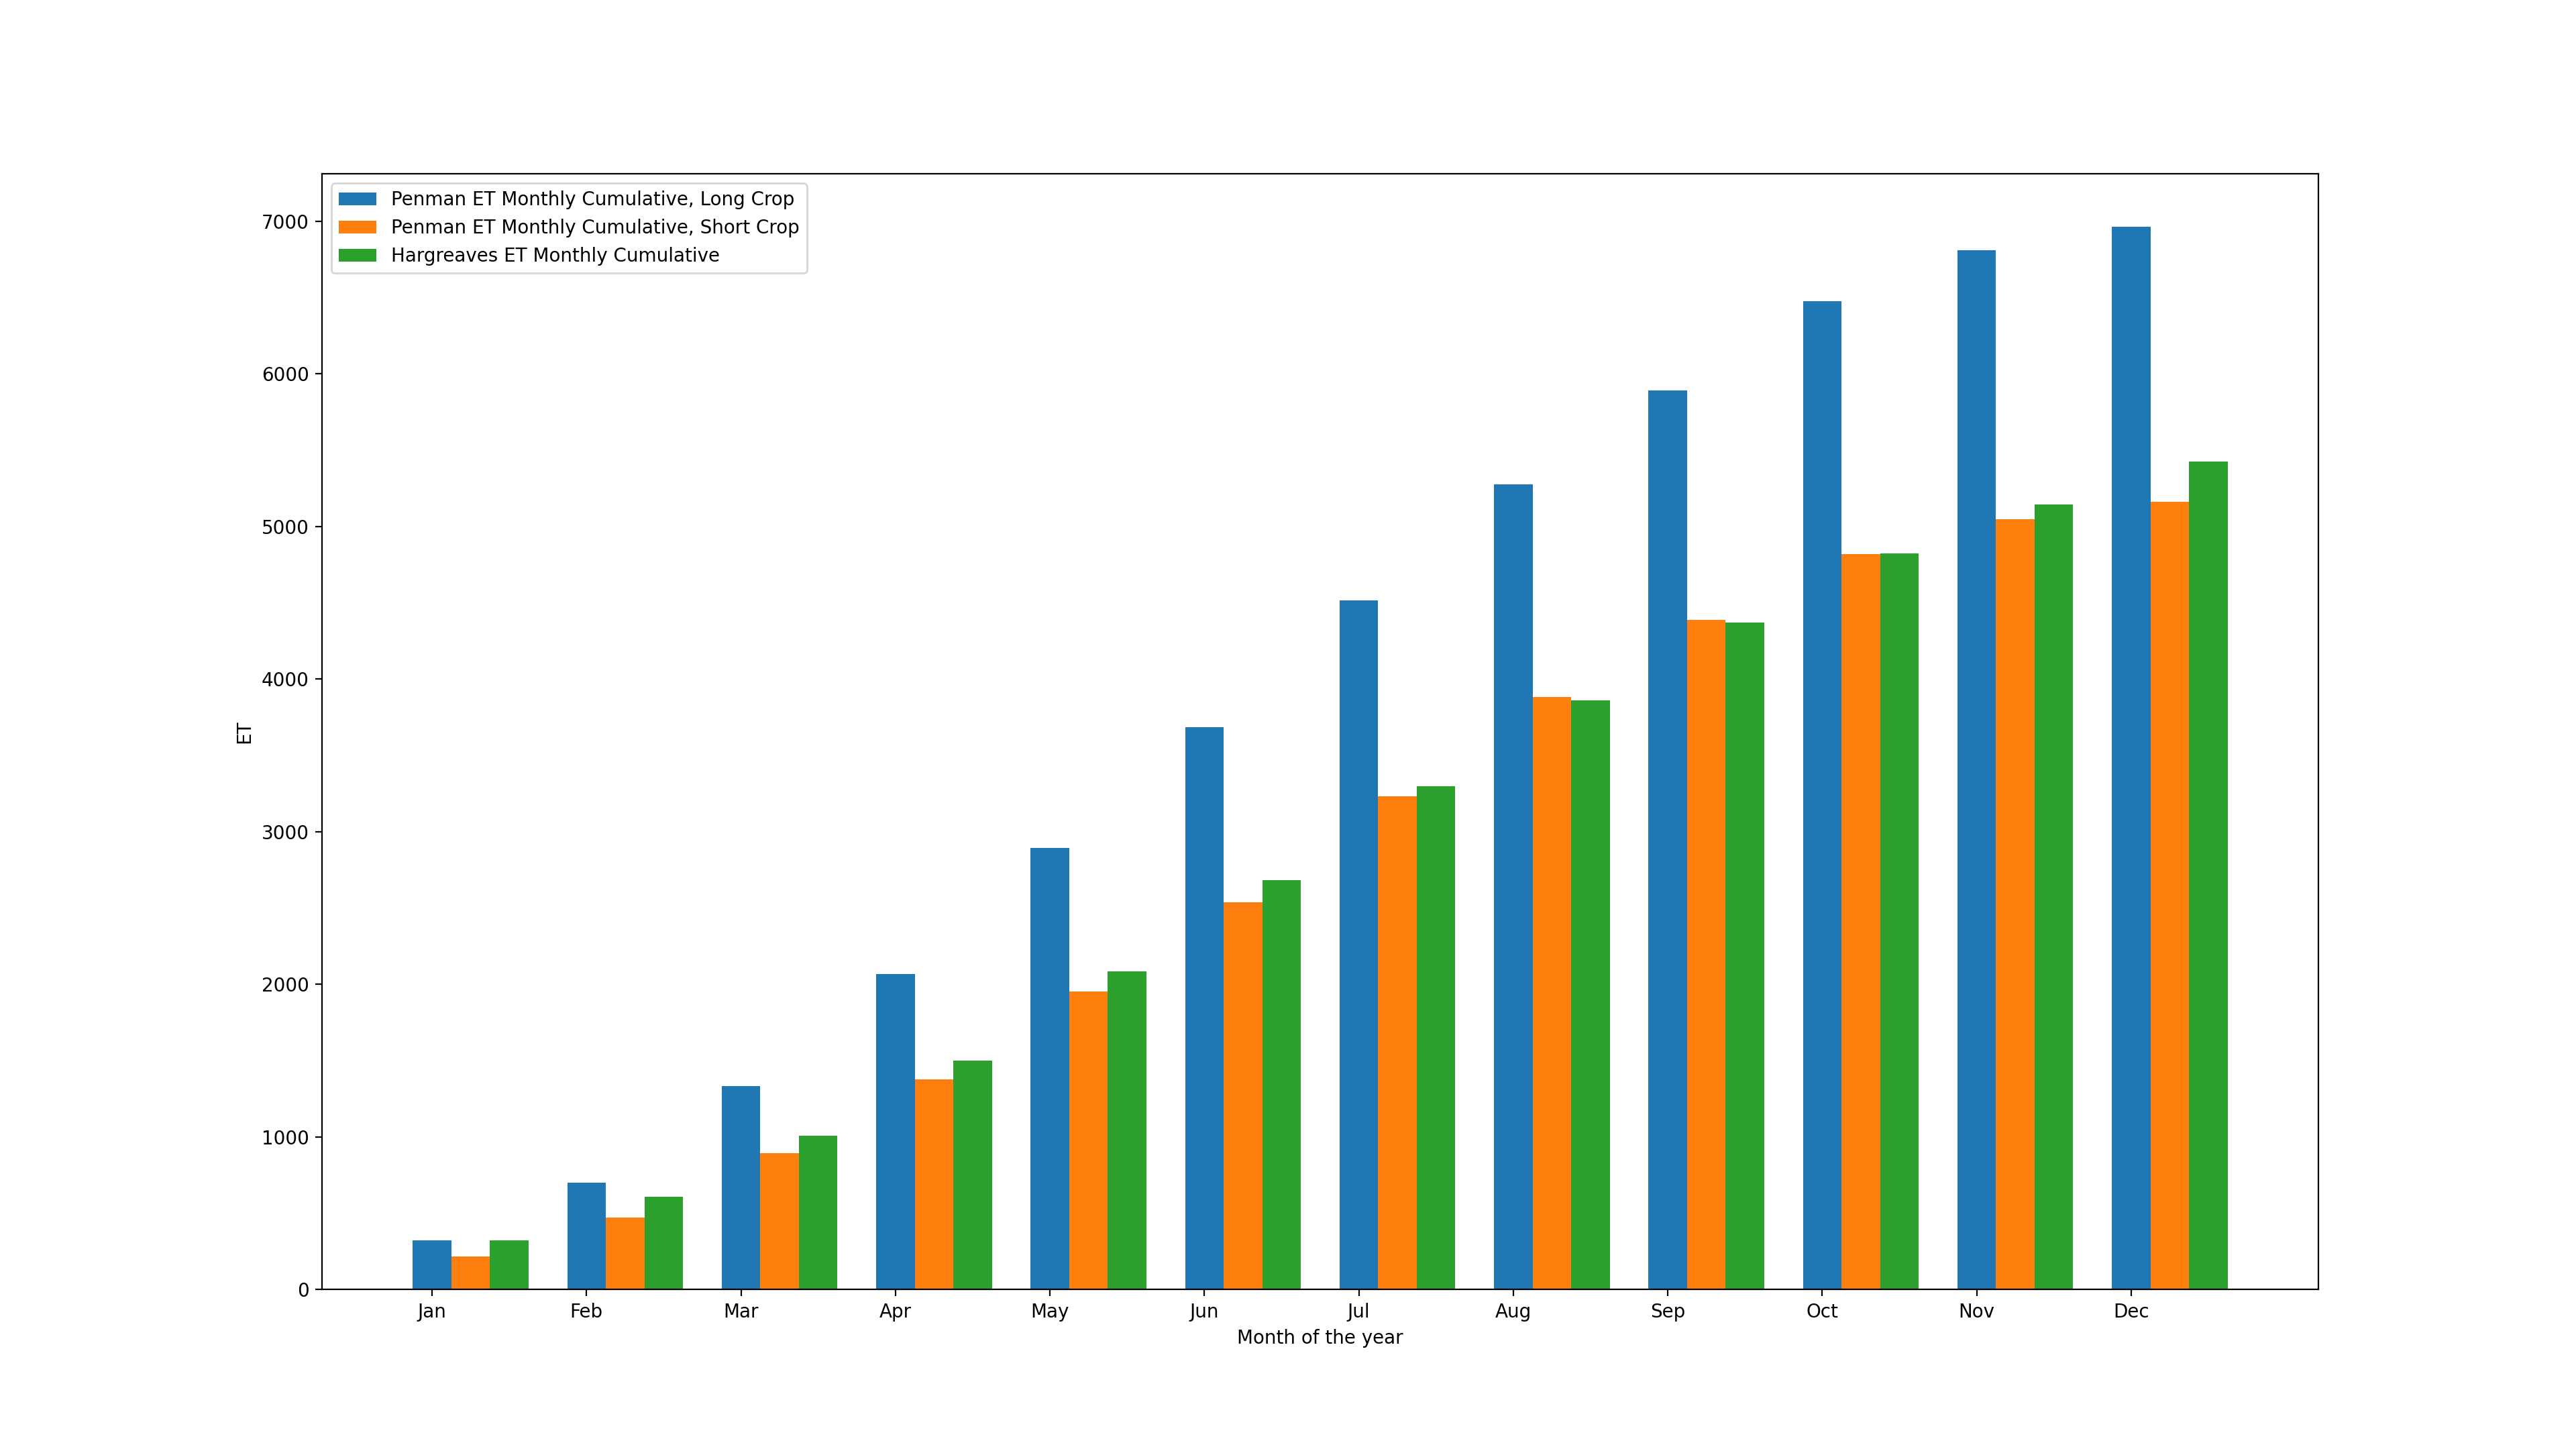 Penman ET Monthly Cumulative, Long Crop
Penman ET Monthly Cumulative, Short Crop
Hargreaves ET Monthly Cumulative
7000
6000
5000
4000
3000
2000
1000
0
ET
Jan Feb Mar Apr May Jun Jul Aug Sep Oct Nov Dec
Month of the year